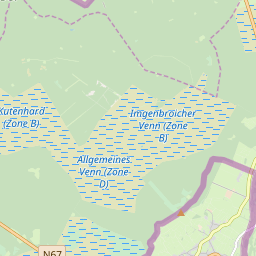 Kutenhard
(Zone B)
Imgenbroicher
Venn (Zone
B)
Allgemeines
Venn (Zone
D)
N67